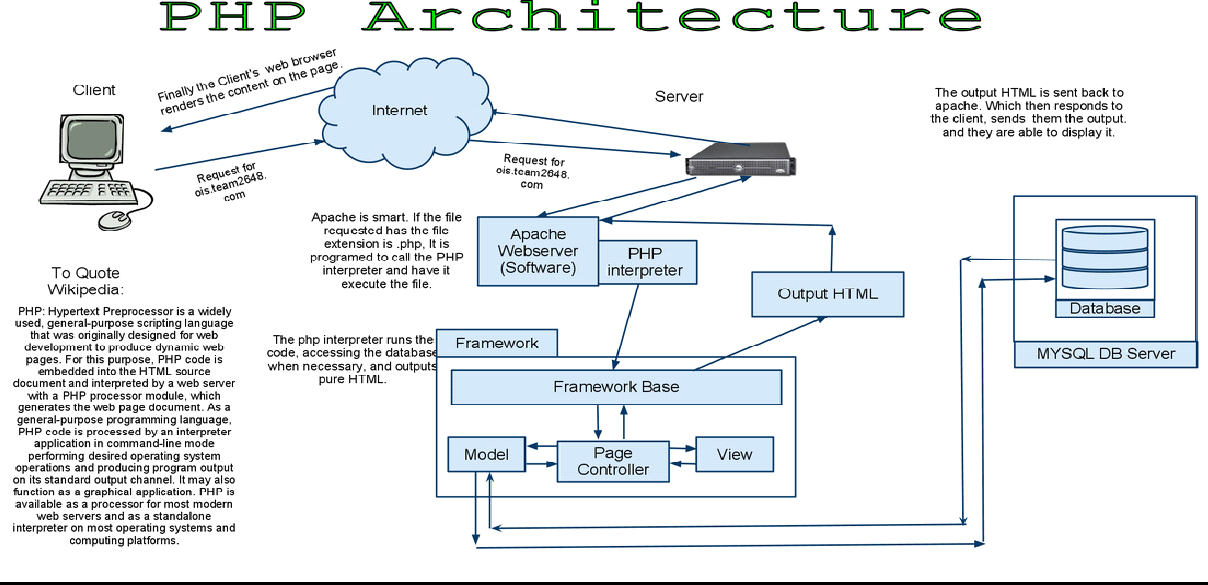 PHP Architecture
Client
Finally the Client's web browser
renders the content on the page.
Internet
Server
The output HTML is sent back to
apache. Which then responds to
the client, sends them the output.
and they are able to display it.
Request for
ois.team2648.
com
Request for
ois.team2648.
com
Apache is smart. If the file
requested has the file
extension is .php, It is
programed to call the PHP
interpreter and have it
execute the file.
Apache
Webserver
(Software)
PHP
interpreter
Output HTML
Database
MYSQL DB Server
To Quote
Wikipedia:
PHP: Hypertext Preprocessor is a widely
used, general-purpose scripting language
that was originally designed for web
development to produce dynamic web
pages. For this purpose, PHP code is
embedded into the HTML source
document and interpreted by a web server
with a PHP processor module, which
generates the web page document. As a
general-purpose programming language,
PHP code is processed by an interpreter
application in command-line mode
performing desired operating system
operations and producing program output
on its standard output channel. It may also
function as a graphical application. PHP is
available as a processor for most modern
web servers and as a standalone
interpreter on most operating systems and
computing platforms.
The php interpreter runs the
code, accessing the database
when necessary, and outputs
pure HTML.
Framework
Framework Base
Model
Page
Controller
View